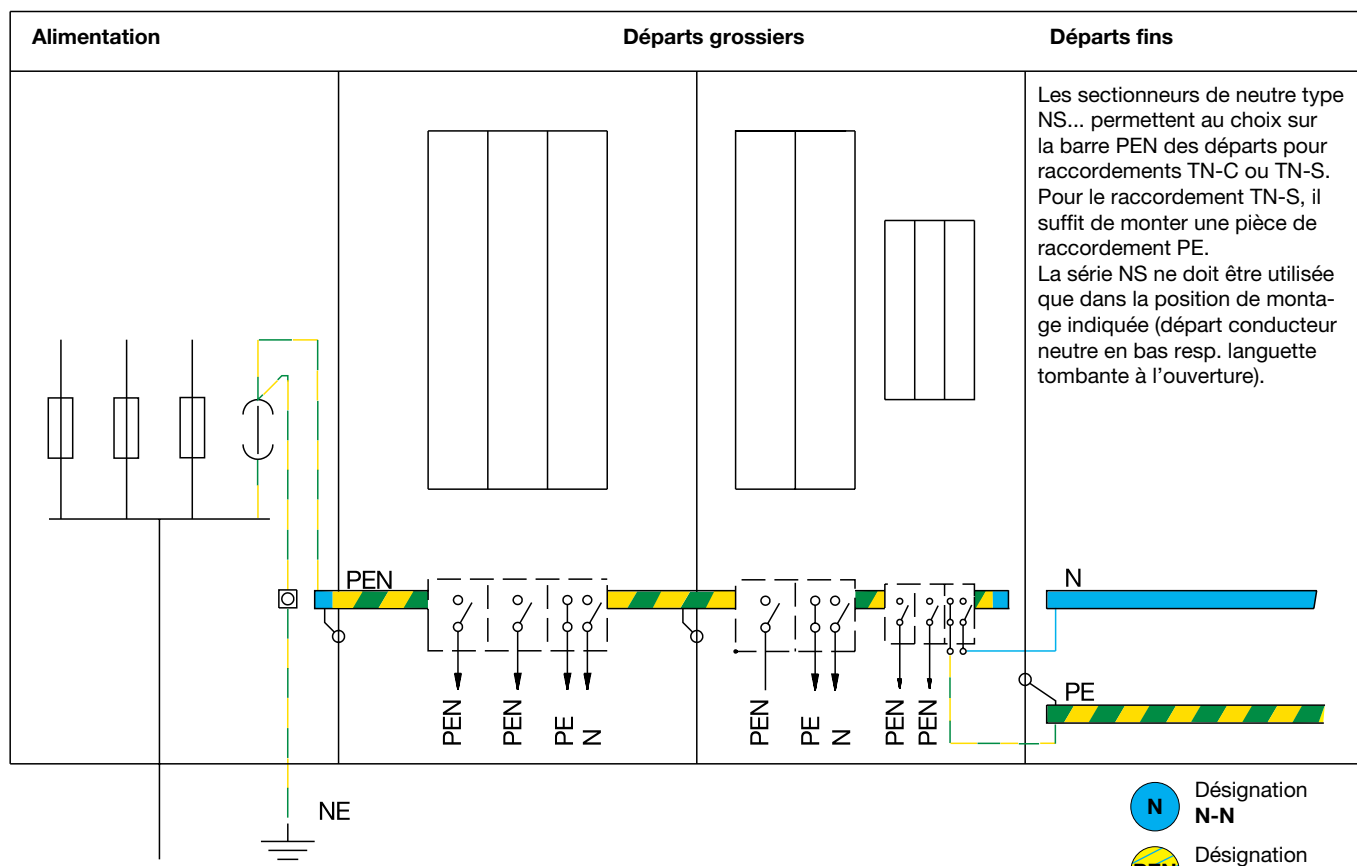 Alimentation
Départs grossiers
Départs fins
Les sectionneurs de neutre type
NS... permettent au choix sur
la barre PEN des départs pour
raccordements TN-C ou TN-S.
Pour le raccordement TN-S, il
suffit de monter une pièce de
raccordement PE.
La série NS ne doit être utilisée
que dans la position de monta-
ge indiquée (départ conducteur
neutre en bas resp. languette
tombante à l'ouverture).
PEN
N
PE
PEN
PEN
PE
N
PEN
PE
N
PEN
PEN
NE
N
Désignation
N-N
PEN
Désignation